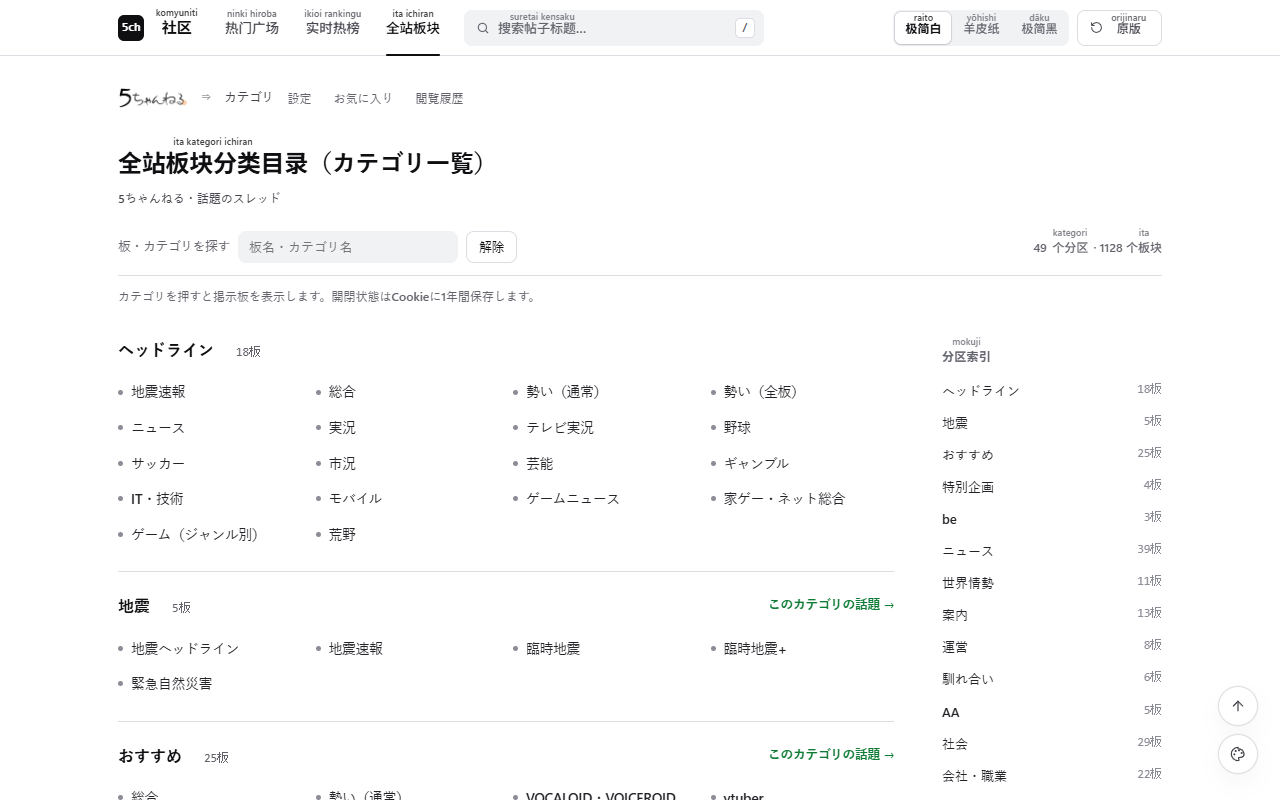 komyuniti ninki hiroba ikioi rankingu ita ichiran suretai kensaku raito yōhishi dāku orijinaru
5ch 社区 热门广场 实时热榜 全站板块 搜索帖子标题... / 极简白 羊皮纸 极简黑 原版
5ちゃんねる ⇒ カテゴリ 設定 お気に入り 閲覧履歴
ita kategori ichiran
全站板块分类目录（カテゴリ一覧）
5ちゃんねる・話題のスレッド
kategori ita
板・カテゴリを探す 板名・カテゴリ名 解除 49 个分区 · 1128 个板块
カテゴリを押すと掲示板を表示します。開閉状態はCookieに1年間保存します。
ヘッドライン 18板
地震速報 総合 勢い（通常） 勢い（全板）
ニュース 実況 テレビ実況 野球
サッカー 市況 芸能 ギャンブル
IT・技術 モバイル ゲームニュース 家ゲー・ネット総合
ゲーム（ジャンル別） 荒野
地震 5板 このカテゴリの話題 →
地震ヘッドライン 地震速報 臨時地震 臨時地震+
緊急自然災害
おすすめ 25板 このカテゴリの話題 →
総合 勢い（通常） VOCALOID・VOICEROID vtuber
mokuji
分区索引
ヘッドライン 18板
地震 5板
おすすめ 25板
特別企画 4板
be 3板
ニュース 39板
世界情勢 11板
案内 13板
運営 8板
馴れ合い 6板
AA 5板
社会 29板
会社・職業 22板